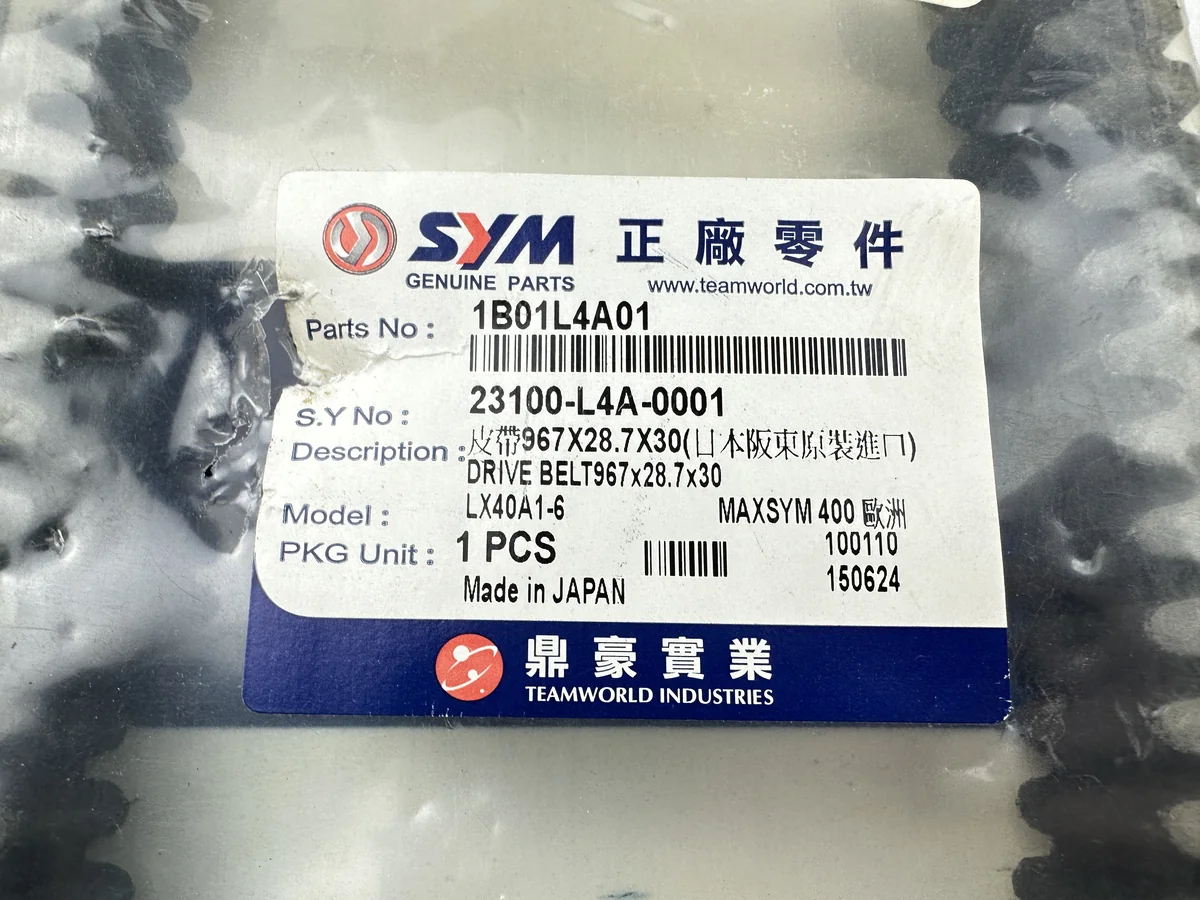 SYM 正廠零件
GENUINE PARTS www.teamworld.com.tw
Parts No : 1B01L4A01
S.Y No : 23100-L4A-0001
Description : 皮帶967X28.7X30(日本阪東原裝進口)
DRIVE BELT967x28.7x30
Model : LX40A1-6 MAXSYM 400 歐洲
PKG Unit : 1 PCS 100110
Made in JAPAN 150624
鼎豪實業
TEAMWORLD INDUSTRIES